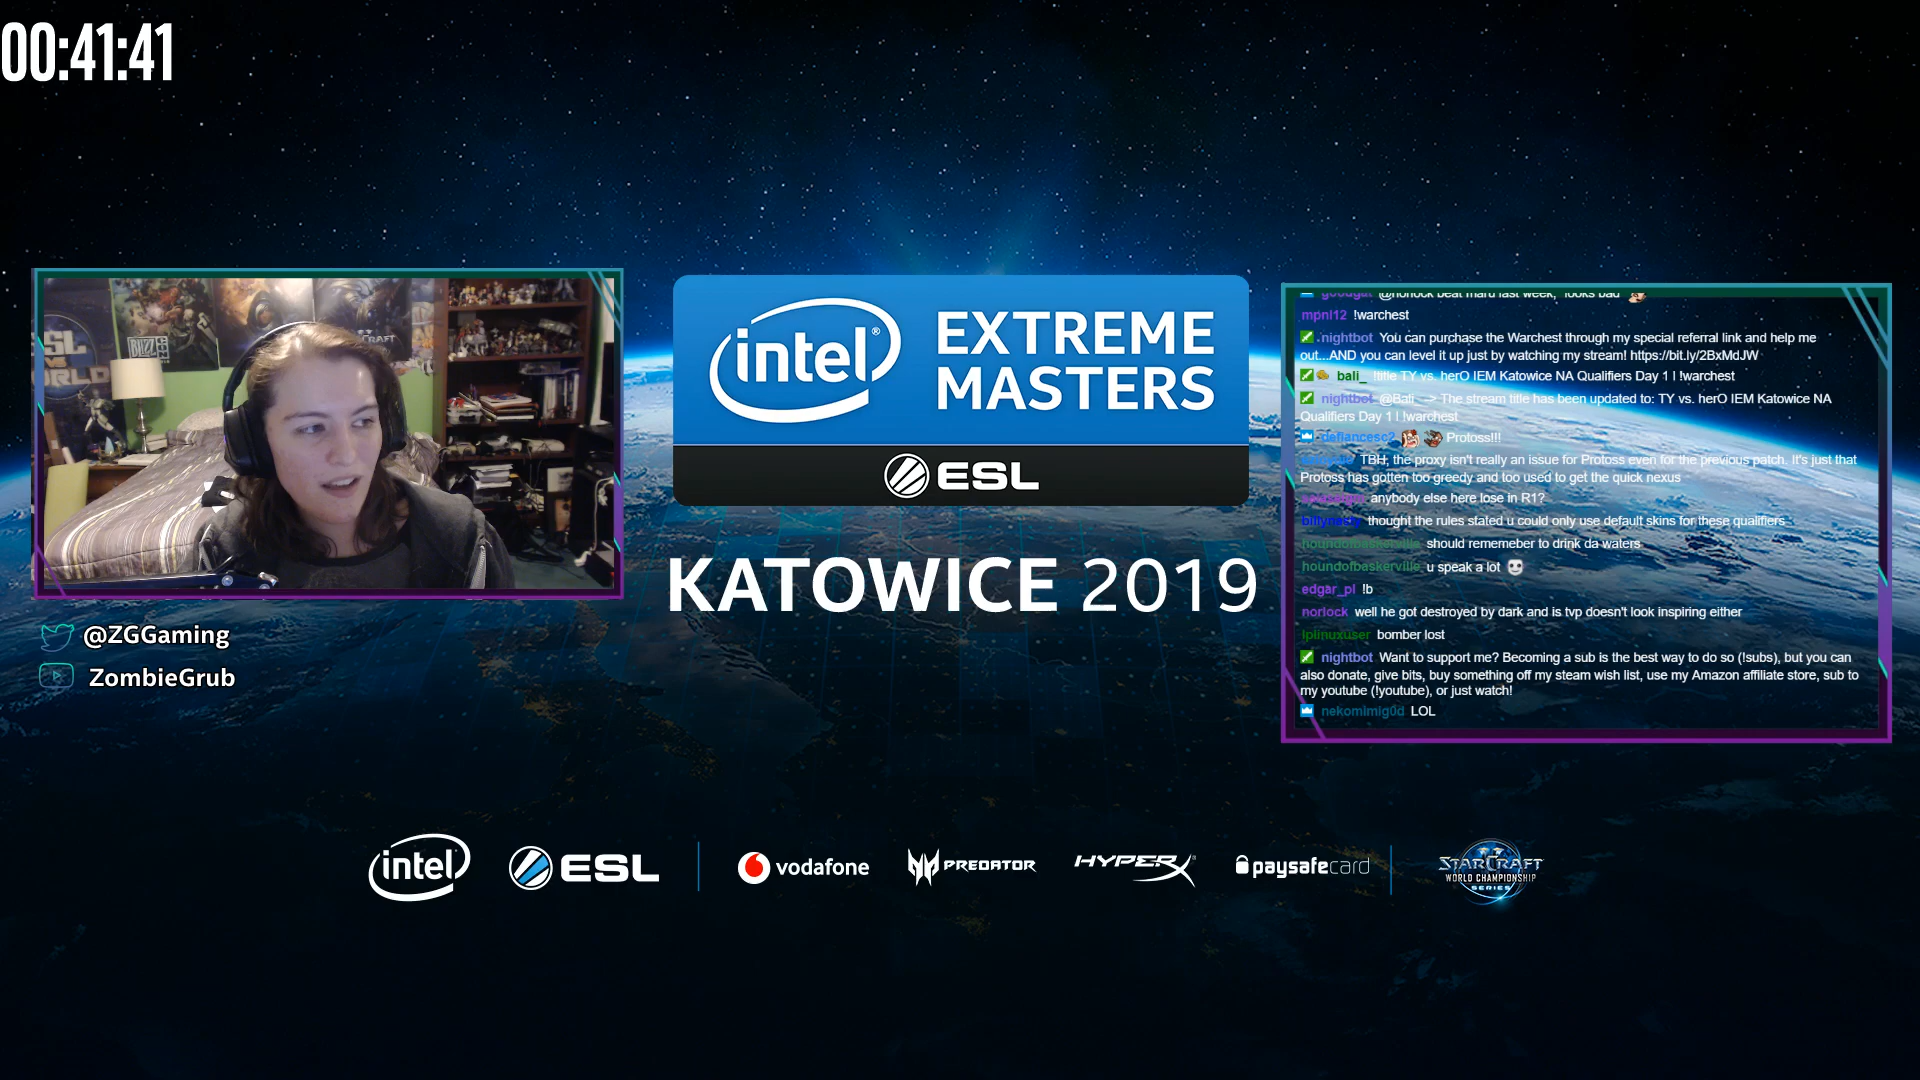 00:41:41
intel®
EXTREME
MASTERS
ESL
KATOWICE 2019
@ZGGaming
ZombieGrub
BLIZZ
mpnl12 !warchest
nightbot You can purchase the Warchest through my special referral link and help me
out...AND you can level it up just by watching my stream! https://bit.ly/2BxMdJW
bali_ !title TY vs. herO IEM Katowice NA Qualifiers Day 1 | !warchest
nightbot @Bali_ -> The stream title has been updated to: TY vs. herO IEM Katowice NA
Qualifiers Day 1 | !warchest
defiancesc2 Protoss!!!
TBH, the proxy isn't really an issue for Protoss even for the previous patch. It's just that
Protoss has gotten too greedy and too used to get the quick nexus
anybody else here lose in R1?
billynasty thought the rules stated u could only use default skins for these qualifiers
houndofbaskerville should rememeber to drink da waters
houndofbaskerville u speak a lot
edgar_pl !b
norlock well he got destroyed by dark and is tvp doesn't look inspiring either
lplinuxuser bomber lost
nightbot Want to support me? Becoming a sub is the best way to do so (!subs), but you can
also donate, give bits, buy something off my steam wish list, use my Amazon affiliate store, sub to
my youtube (!youtube), or just watch!
nekomimig0d LOL
intel ESL vodafone PREDATOR HYPERX paysafecard STARCRAFT II
WORLD CHAMPIONSHIP
SERIES